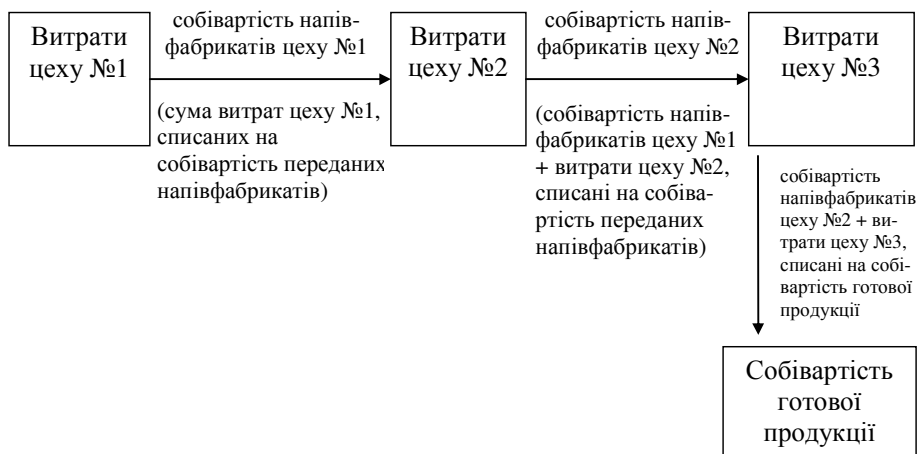 Витрати
цеху №1
собівартість напів-
фабрикатів цеху №1
(сума витрат цеху №1,
списаних на
собівартість переданих
напівфабрикатів)
Витрати
цеху №2
собівартість напів-
фабрикатів цеху №2
(собівартість напів-
фабрикатів цеху №1
+ витрати цеху №2,
списані на собіва-
ртість переданих
напівфабрикатів)
Витрати
цеху №3
собівартість
напівфабрикатів
цеху №2 + ви-
трати цеху №3,
списані на собі-
вартість готової
продукції
Собівартість
готової
продукції